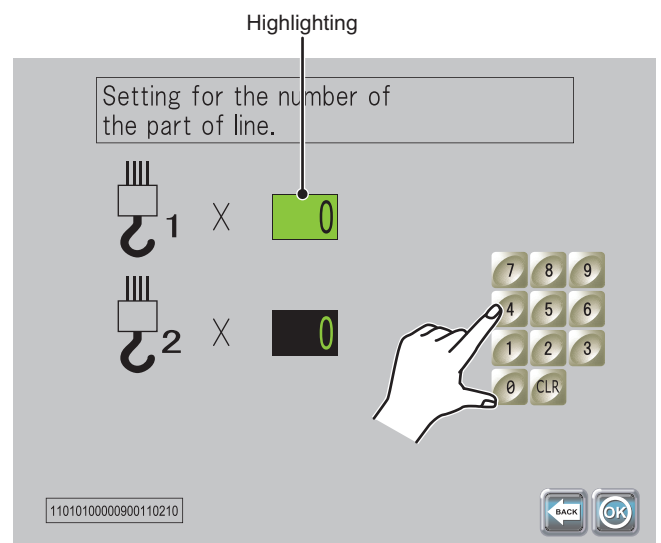 Highlighting
Setting for the number of
the part of line.
1 X 0
2 X 0
7 8 9
4 5 6
1 2 3
0 CLR
11010100000900110210
BACK OK